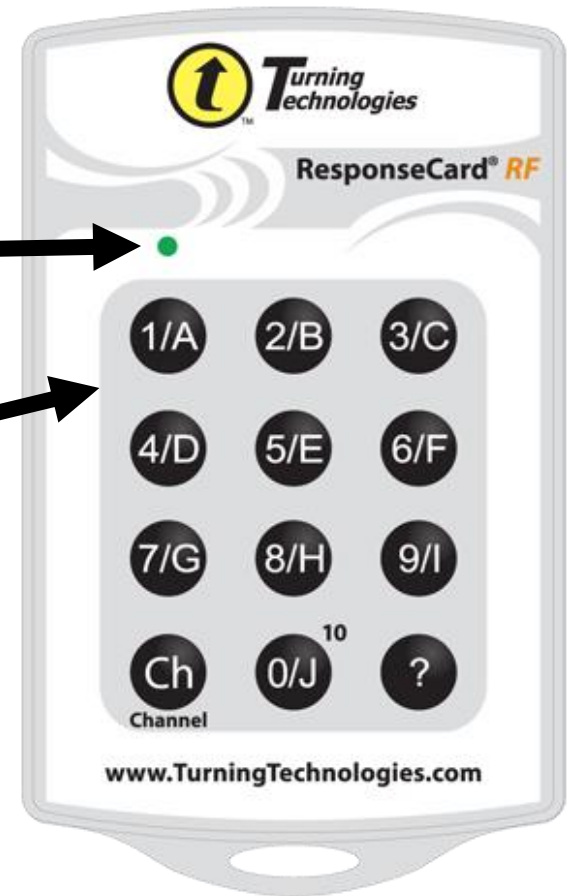 t
TM
Turning
Technologies
ResponseCard® RF
1/A 2/B 3/C
4/D 5/E 6/F
7/G 8/H 9/I
10
Ch 0/J ?
Channel
www.TurningTechnologies.com